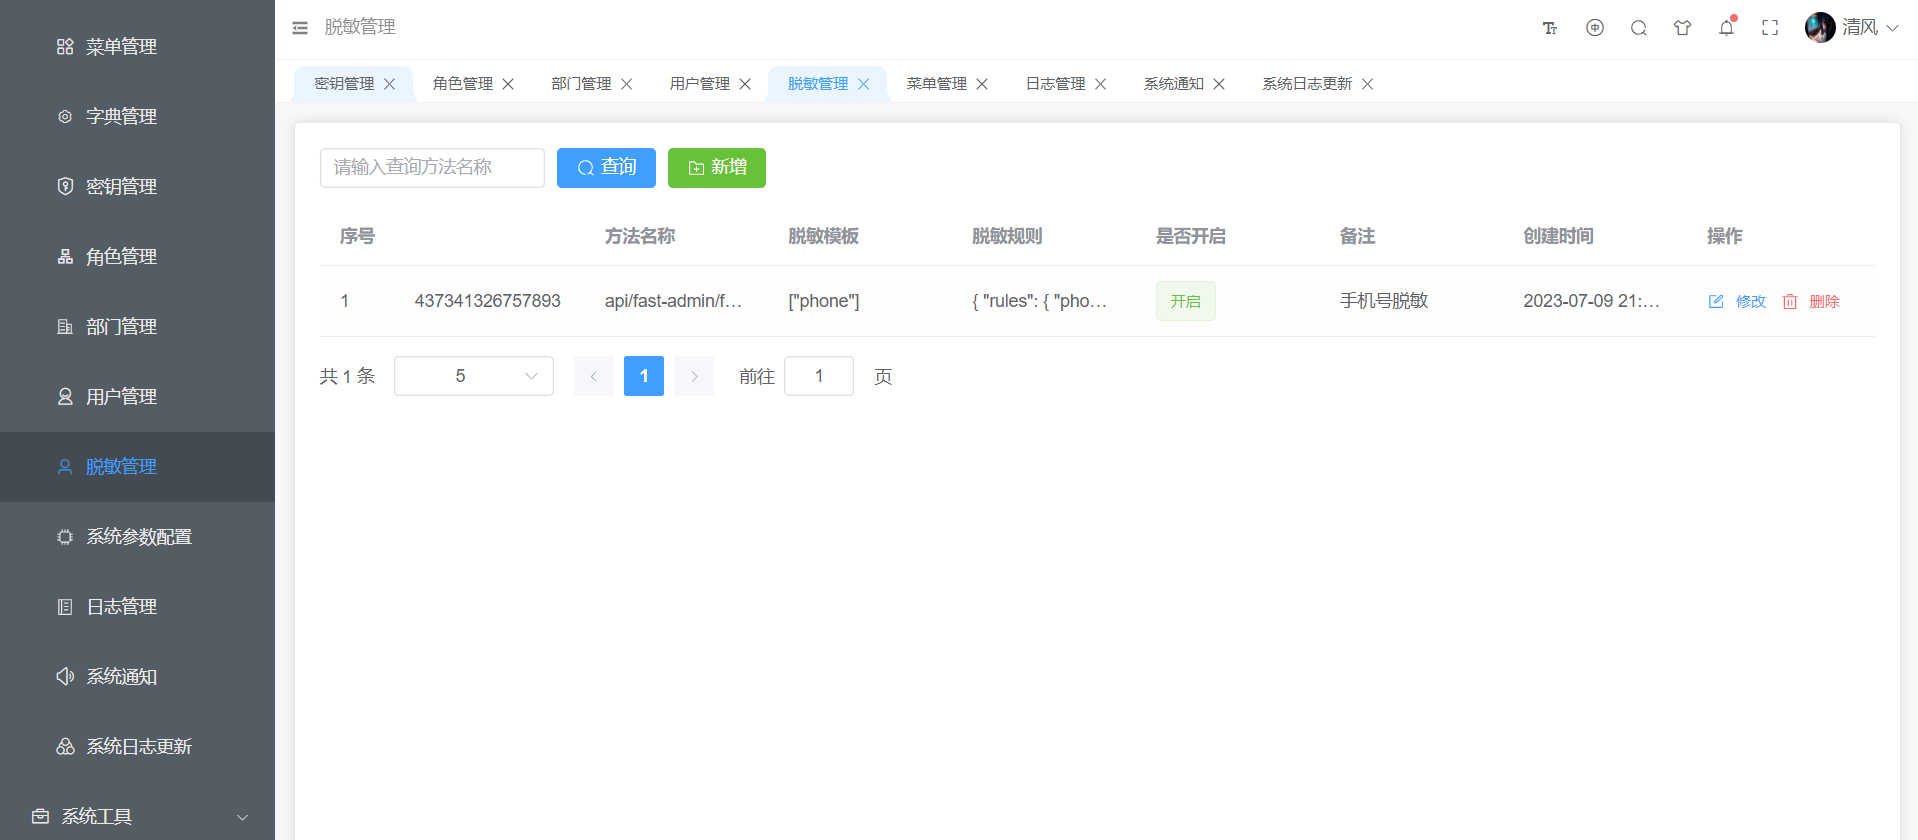 菜单管理
字典管理
密钥管理
角色管理
部门管理
用户管理
脱敏管理
系统参数配置
日志管理
系统通知
系统日志更新
系统工具
脱敏管理
清风
密钥管理 角色管理 部门管理 用户管理 脱敏管理 菜单管理 日志管理 系统通知 系统日志更新
请输入查询方法名称 查询 新增
序号 方法名称 脱敏模板 脱敏规则 是否开启 备注 创建时间 操作
1 437341326757893 api/fast-admin/f... ["phone"] { "rules": { "pho... 开启 手机号脱敏 2023-07-09 21:... 修改 删除
共 1 条 5 1 前往 1 页